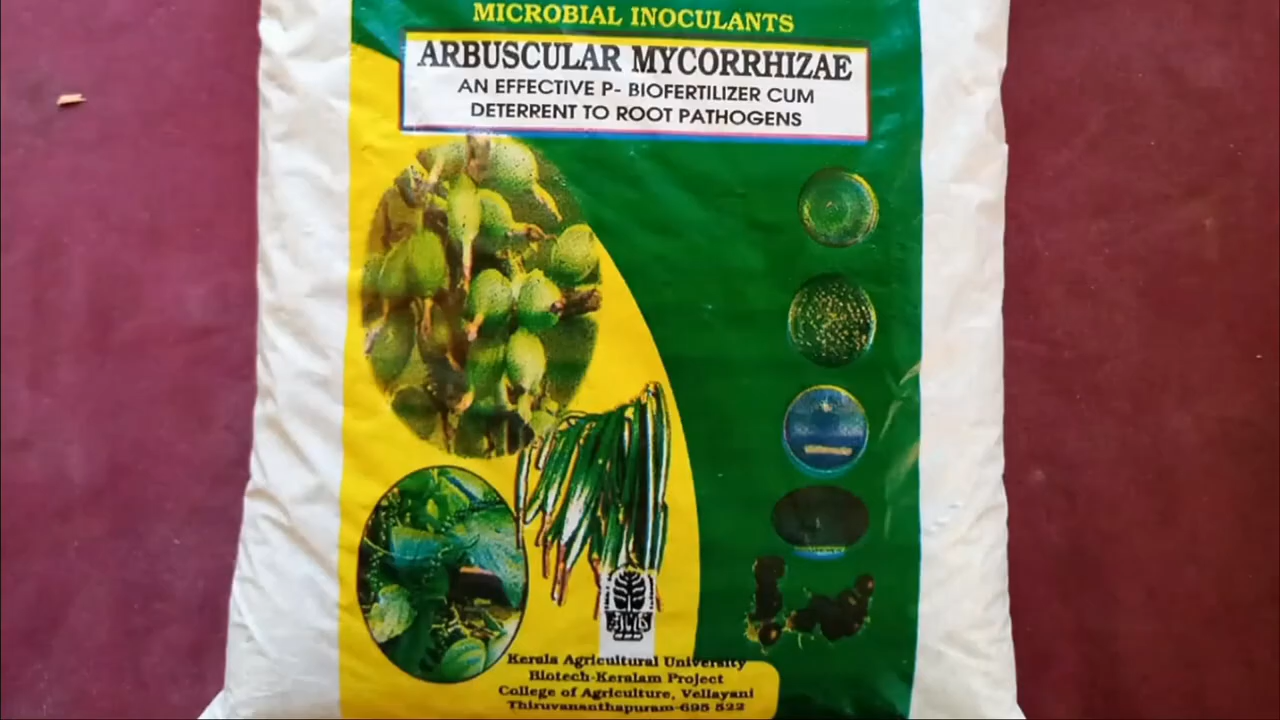 MICROBIAL INOCULANTS
ARBUSCULAR MYCORRHIZAE
AN EFFECTIVE P- BIOFERTILIZER CUM
DETERRENT TO ROOT PATHOGENS
Kerala Agricultural University
Biotech-Keralam Project
College of Agriculture, Vellayani
Thiruvananthapuram-695 522